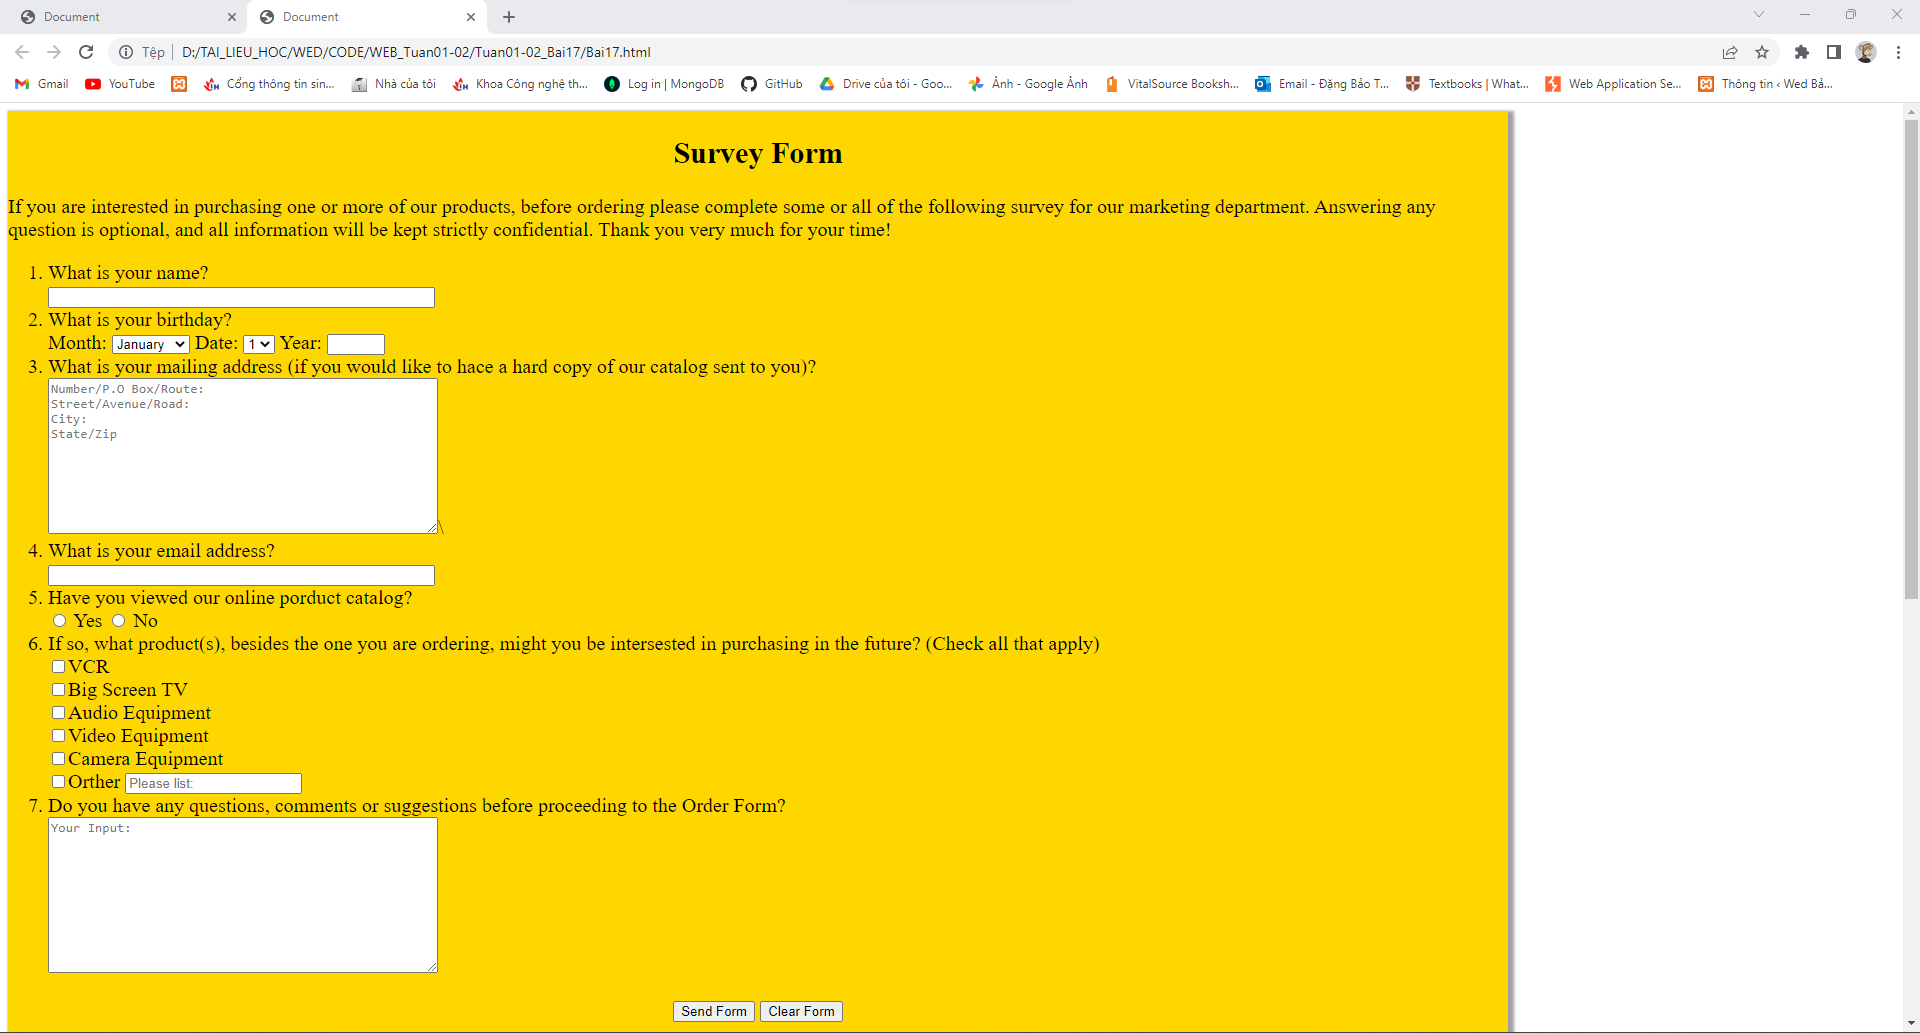 Document
Document
Tệp
D:/TAI_LIEU_HOC/WED/CODE/WEB_Tuan01-02/Tuan01-02_Bai17/Bai17.html
Gmail
YouTube
Cổng thông tin sin...
Nhà của tôi
Khoa Công nghệ th...
Log in | MongoDB
GitHub
Drive của tôi - Goo...
Ảnh - Google Ảnh
VitalSource Booksh...
Email - Đặng Bảo T...
Textbooks | What...
Web Application Se...
Thông tin ‹ Wed Bả...
Survey Form
If you are interested in purchasing one or more of our products, before ordering please complete some or all of the following survey for our marketing department. Answering any
question is optional, and all information will be kept strictly confidential. Thank you very much for your time!
1. What is your name?
2. What is your birthday?
Month: January Date: 1 Year:
3. What is your mailing address (if you would like to hace a hard copy of our catalog sent to you)?
Number/P.O Box/Route:
Street/Avenue/Road:
City:
State/Zip
\
4. What is your email address?
5. Have you viewed our online porduct catalog?
Yes No
6. If so, what product(s), besides the one you are ordering, might you be intersested in purchasing in the future? (Check all that apply)
VCR
Big Screen TV
Audio Equipment
Video Equipment
Camera Equipment
Orther Please list:
7. Do you have any questions, comments or suggestions before proceeding to the Order Form?
Your Input:
Send Form Clear Form